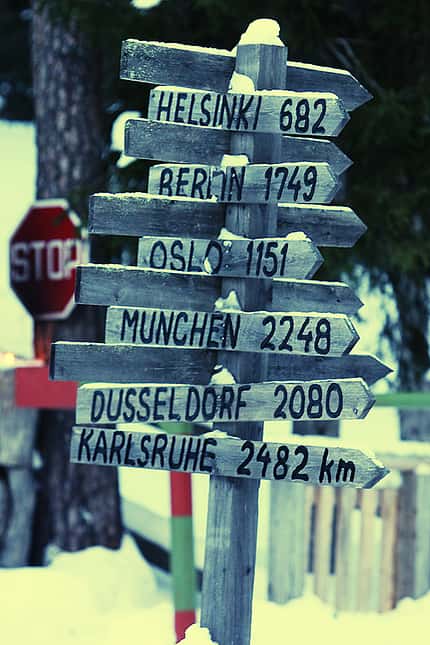 HELSINKI 682
BERLIN 1749
OSLO 1151
STOP
MUNCHEN 2248
DUSSELDORF 2080
KARLSRUHE 2482 km